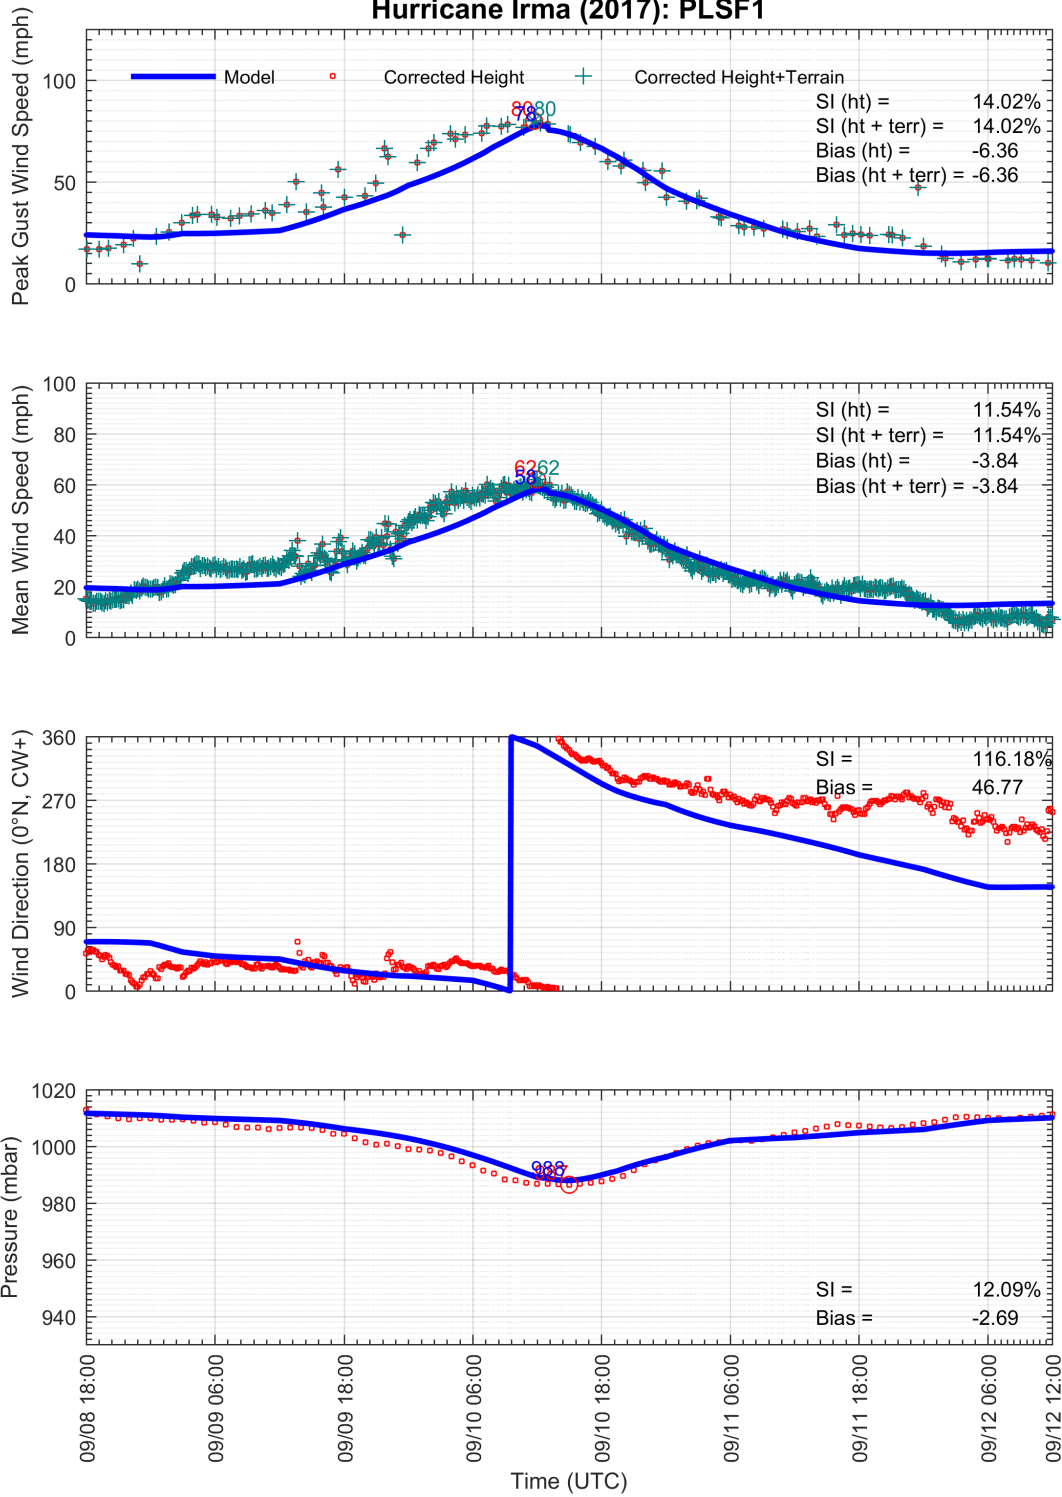 Hurricane Irma (2017): PLSF1
Peak Gust Wind Speed (mph)
100
50
0
Model
Corrected Height
Corrected Height+Terrain
80
78
80
SI (ht) = 14.02%
SI (ht + terr) = 14.02%
Bias (ht) = -6.36
Bias (ht + terr) = -6.36
Mean Wind Speed (mph)
100
80
60
40
20
0
62
58
62
SI (ht) = 11.54%
SI (ht + terr) = 11.54%
Bias (ht) = -3.84
Bias (ht + terr) = -3.84
Wind Direction (0°N, CW+)
360
270
180
90
0
SI = 116.18%
Bias = 46.77
Pressure (mbar)
1020
1000
980
960
940
988
SI = 12.09%
Bias = -2.69
09/08 18:00
09/09 06:00
09/09 18:00
09/10 06:00
09/10 18:00
09/11 06:00
09/11 18:00
09/12 06:00
09/12 12:00
Time (UTC)